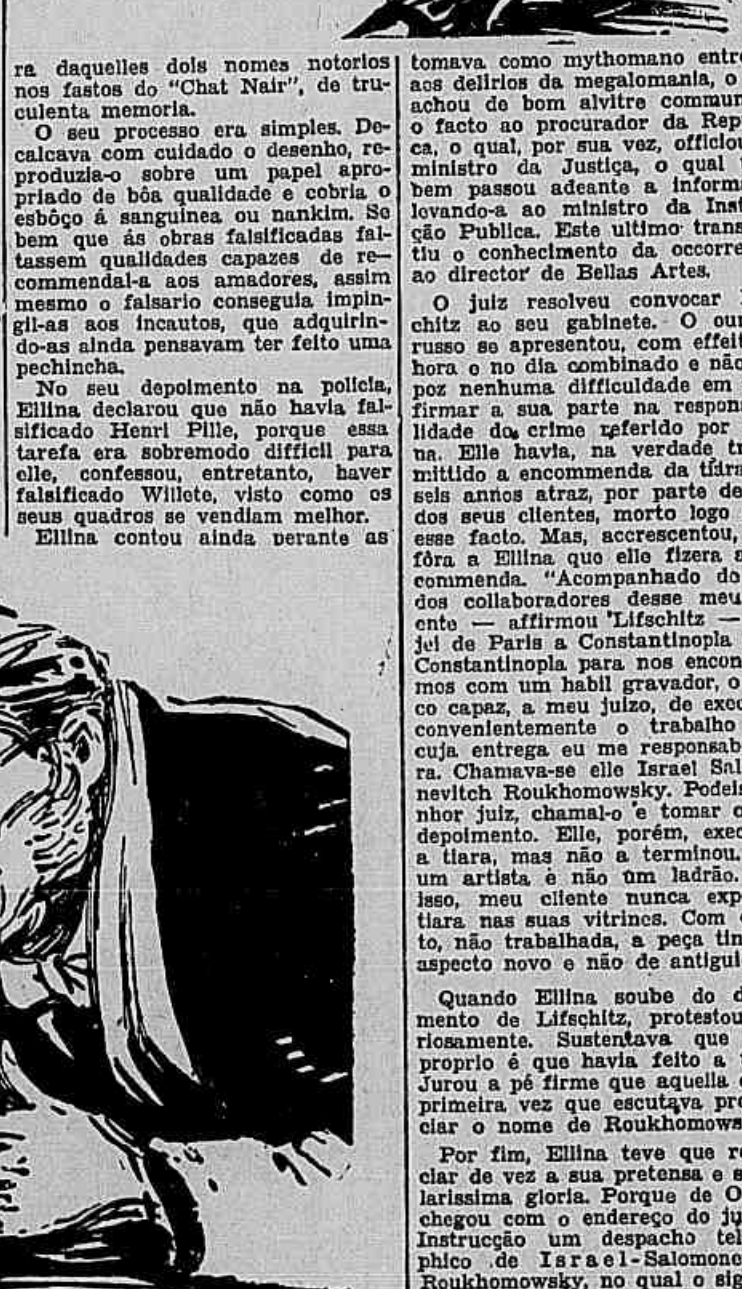 ra daquelles dois nomes notorios
nos fastos do "Chat Nair", de tru-
culenta memoria.
O seu processo era simples. De-
calcava com cuidado o desenho, re-
produzia-o sobre um papel apro-
priado de bôa qualidade e cobria o
esbôço á sanguinea ou nankim. Se
bem que ás obras falsificadas fal-
tassem qualidades capazes de re-
commendal-a aos amadores, assim
mesmo o falsario conseguia impin-
gil-as aos incautos, que adquirin-
do-as ainda pensavam ter feito uma
pechincha.
No seu depoimento na policia,
Ellina declarou que não havia fal-
sificado Henri Pille, porque essa
tarefa era sobremodo difficil para
elle, confessou, entretanto, haver
falsificado Willete, visto como os
seus quadros se vendiam melhor.
Ellina contou ainda perante as
tomava como mythomano entre
aos delirios da megalomania, o
achou de bom alvitre commun
o facto ao procurador da Rep
ca, o qual, por sua vez, officiou
ministro da Justiça, o qual
bem passou adeante a informa
levando-a ao ministro da Inst
ção Publica. Este ultimo trans
tiu o conhecimento da occorre
ao director de Bellas Artes.
O juiz resolveu convocar
chitz ao seu gabinete. O our
russo se apresentou, com effeit
hora e no dia combinado e não
poz nenhuma difficuldade em
firmar a sua parte na respons
lidade do crime referido por
na. Elle havia, na verdade tr
mittido a encommenda da tiara
seis annos atraz, por parte de
dos seus clientes, morto logo
esse facto. Mas, accrescentou,
fôra a Ellina que elle fizera a
commenda. "Acompanhado do
dos collaboradores desse meu
ente — affirmou Lifschitz —
jei de Paris a Constantinopla
Constantinopla para nos encon
mos com um habil gravador, o
co capaz, a meu juizo, de exec
convenientemente o trabalho
cuja entrega eu me responsab
ra. Chamava-se elle Israel Sal
nevitch Roukhomowsky. Podeis
nhor juiz, chamal-o e tomar o
depoimento. Elle, porém, exec
a tiara, mas não a terminou.
um artista e não um ladrão.
isso, meu cliente nunca exp
tiara nas suas vitrines. Com
to, não trabalhada, a peça tin
aspecto novo e não de antigui
Quando Ellina soube do d
mento de Lifschitz, protestou
riosamente. Sustentava que
proprio é que havia feito a
Jurou a pé firme que aquella
primeira vez que escutava pro
ciar o nome de Roukhomows
Por fim, Ellina teve que re
ciar de vez a sua pretensa e s
larissima gloria. Porque de O
chegou com o endereço do ju
Instrucção um despacho tel
phico de Israel-Salomone
Roukhomowsky, no qual o sig